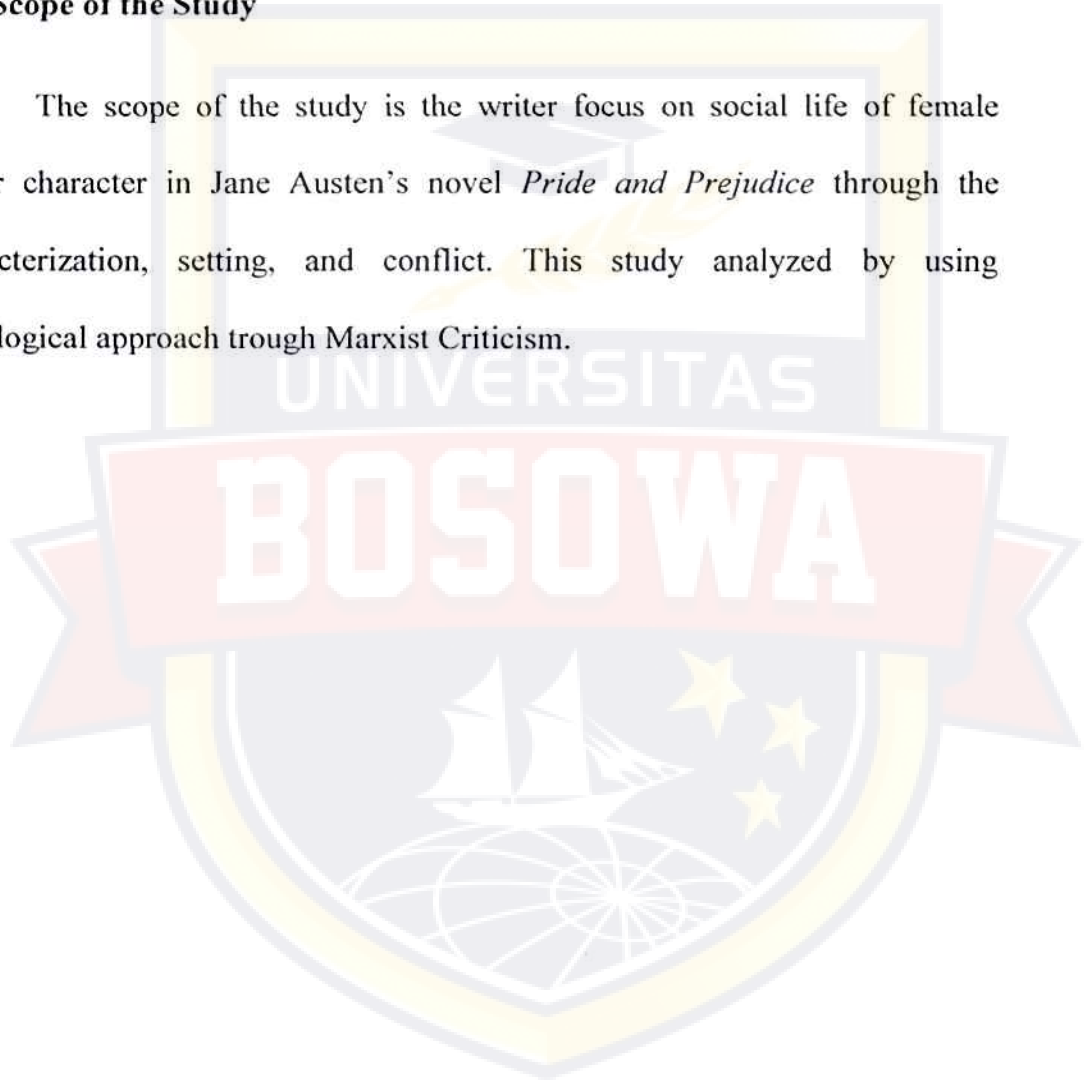 Scope of the Study
The scope of the study is the writer focus on social life of female
character in Jane Austen's novel Pride and Prejudice through the
cterization, setting, and conflict. This study analyzed by using
logical approach trough Marxist Criticism.
UNIVERSITAS
BOSOWA